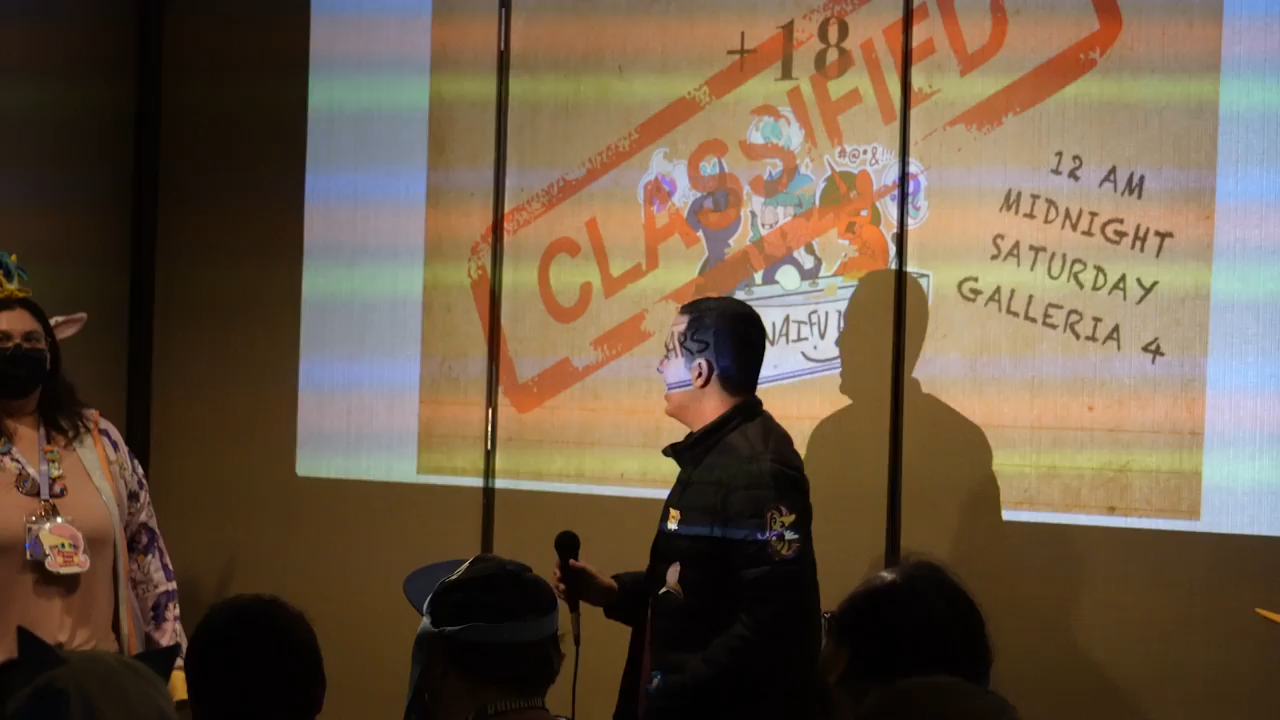 +18
CLASSIFIED
#@*&!!
12 AM
MIDNIGHT
SATURDAY
GALLERIA 4